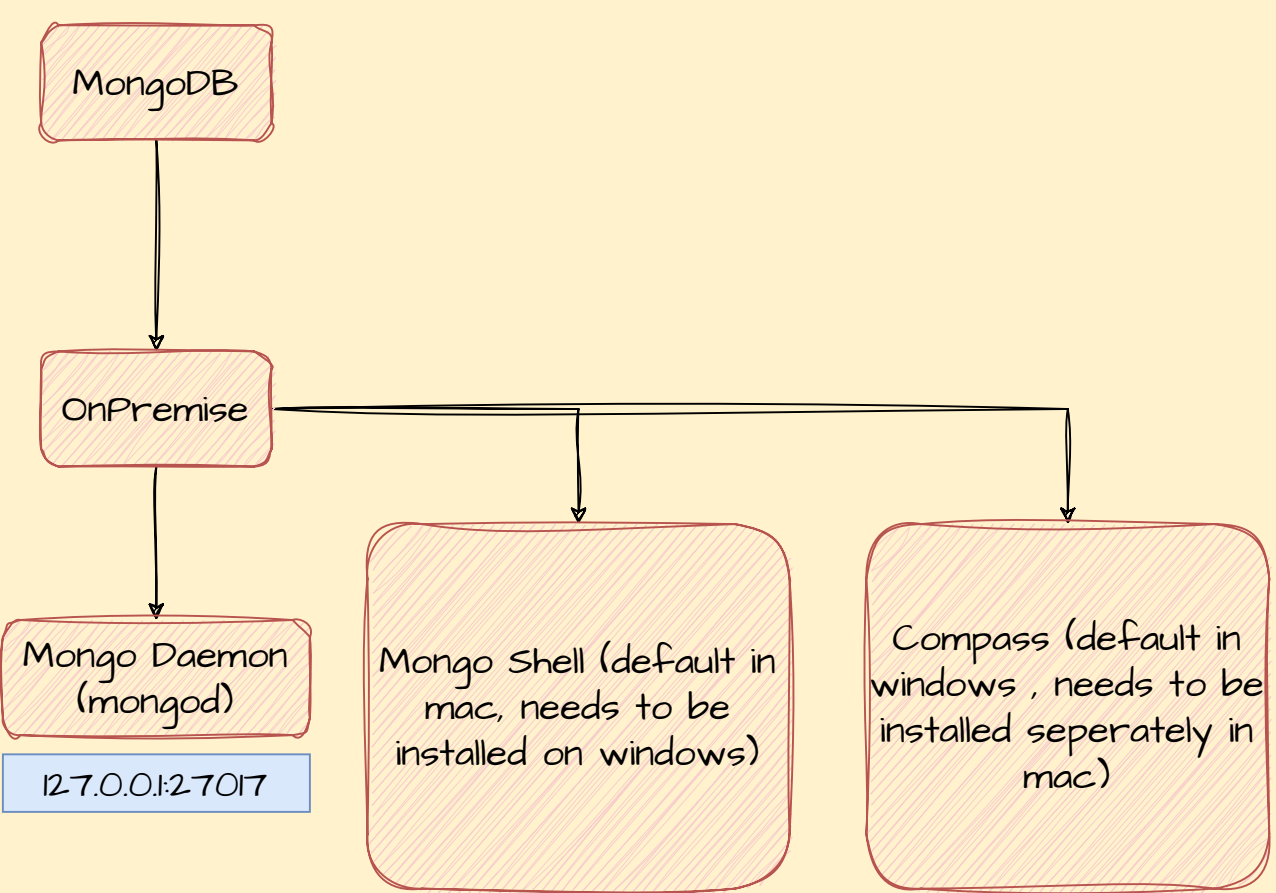 MongoDB
OnPremise
Mongo Daemon
(mongod)
127.0.0.1:27017
Mongo Shell (default in
mac, needs to be
installed on windows)
Compass (default in
windows , needs to be
installed seperately in
mac)